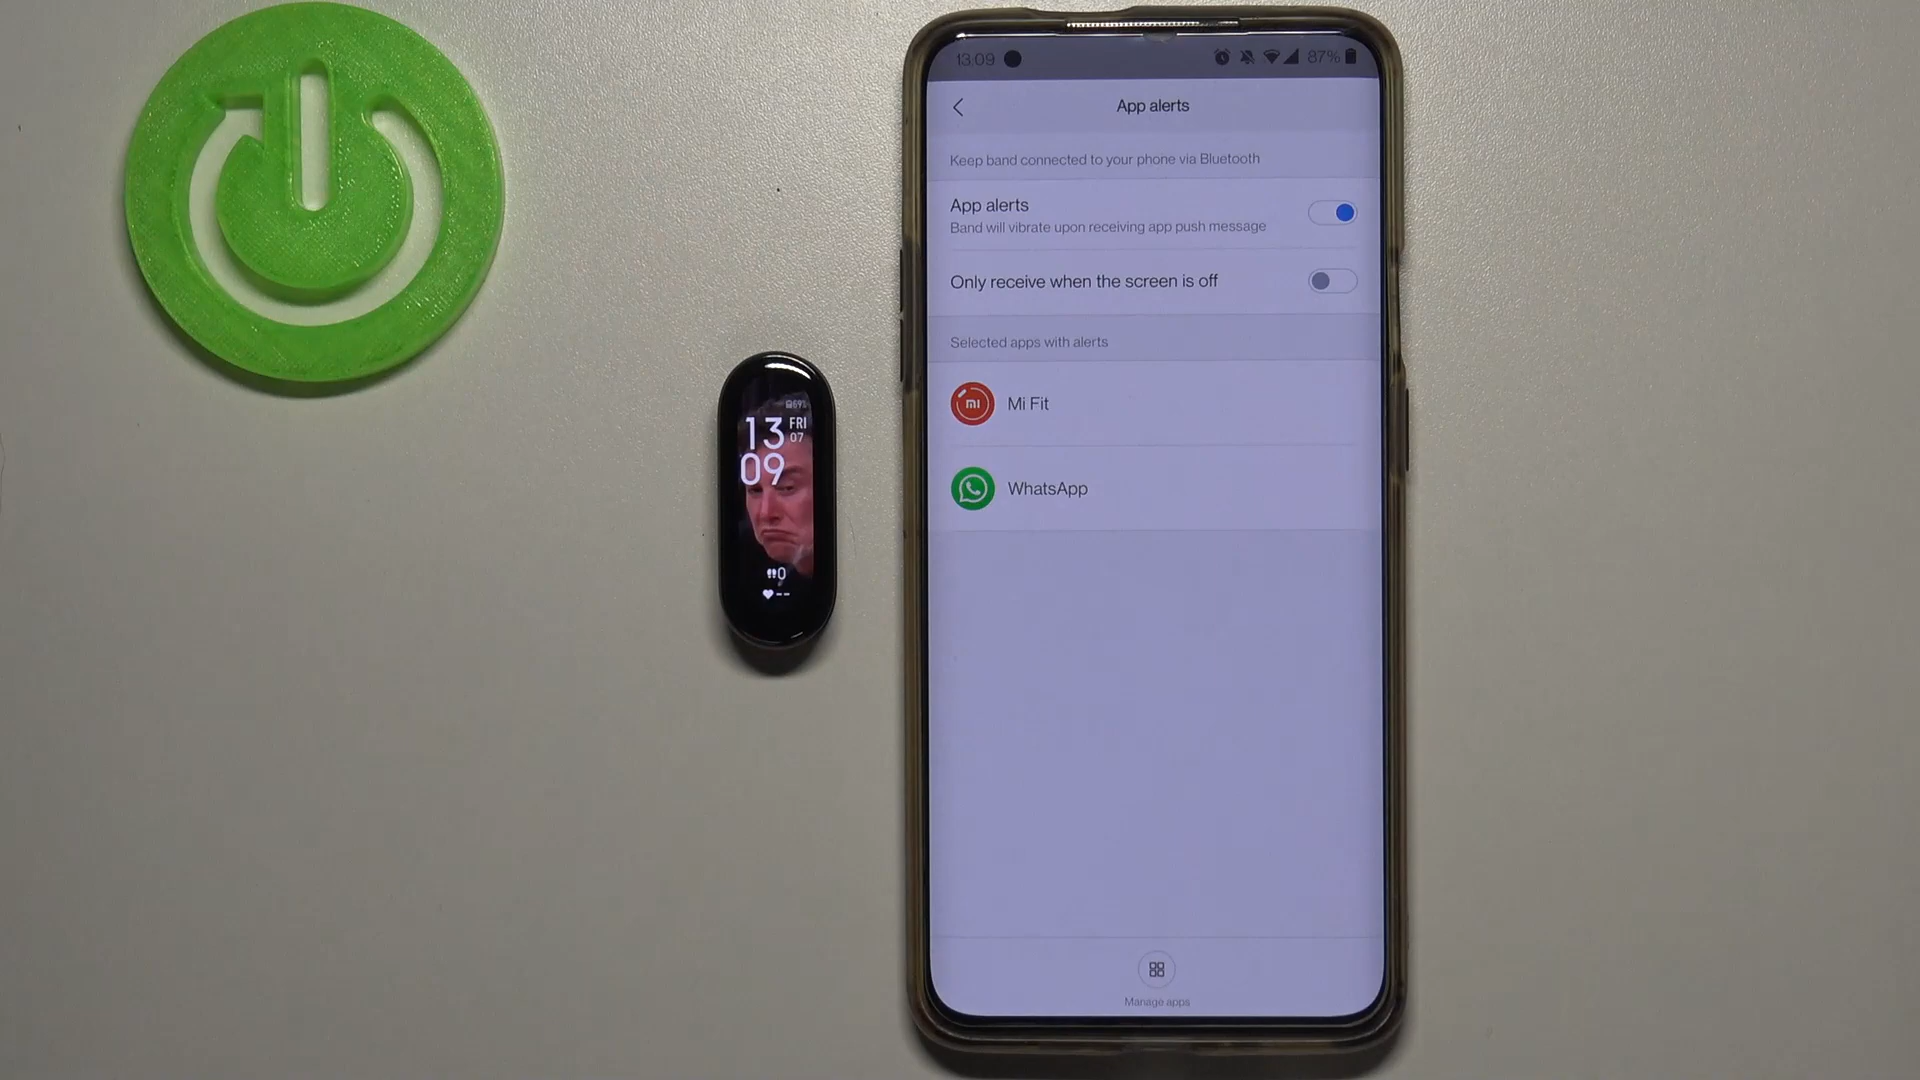 13:09
87%
App alerts
Keep band connected to your phone via Bluetooth
App alerts
Band will vibrate upon receiving app push message
Only receive when the screen is off
Selected apps with alerts
mi
Mi Fit
WhatsApp
Manage apps
59%
13 FRI
07
09
0
--